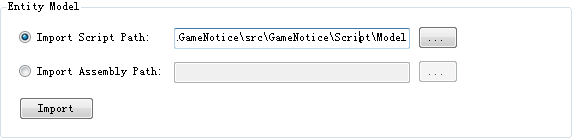 Entity Model
Import Script Path: .GameNotice\src\GameNotice\Script\Model ...
Import Assembly Path: ...
Import